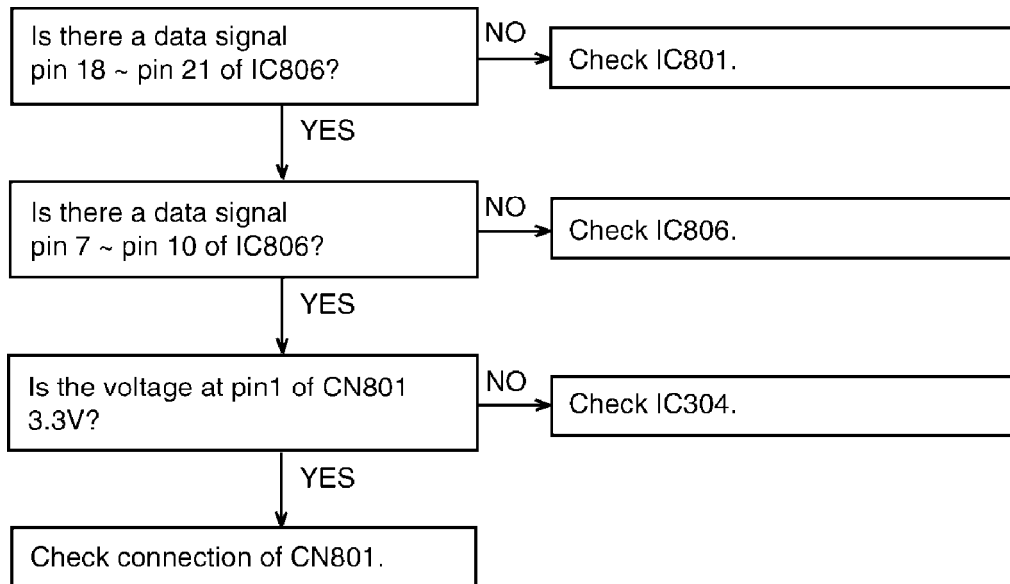 Is there a data signal
pin 18 ~ pin 21 of IC806?
NO
Check IC801.
YES
Is there a data signal
pin 7 ~ pin 10 of IC806?
NO
Check IC806.
YES
Is the voltage at pin1 of CN801
3.3V?
NO
Check IC304.
YES
Check connection of CN801.